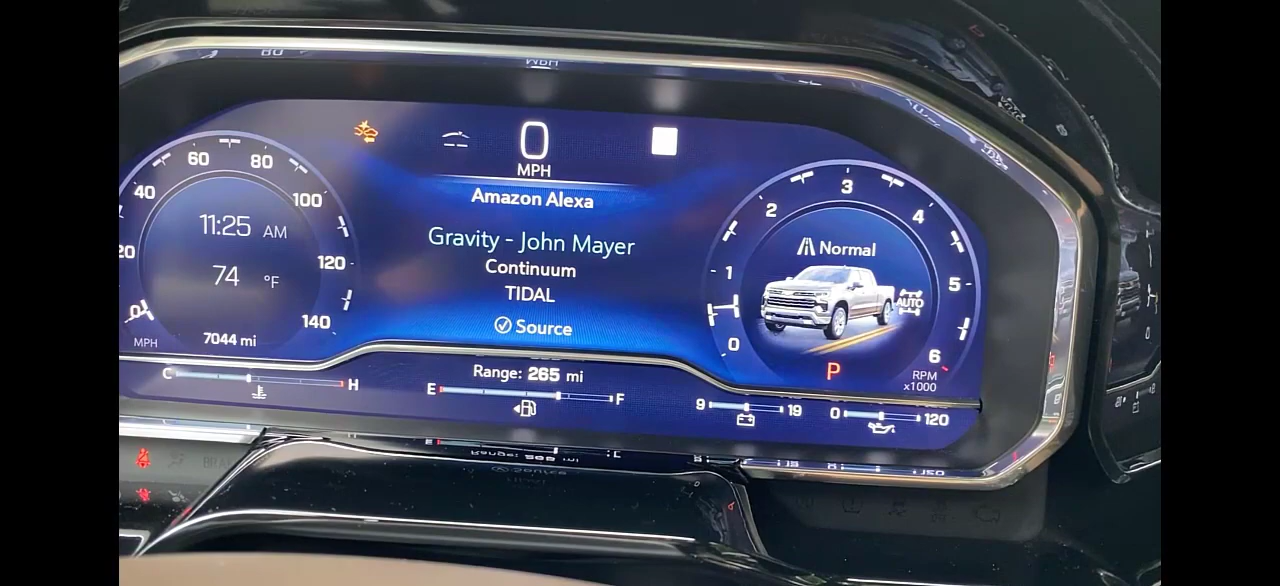 0
MPH
Amazon Alexa
Gravity - John Mayer
Continuum
TIDAL
Source
0
20
40
60
80
100
120
140
11:25 AM
74 °F
7044 mi
MPH
0
1
2
3
4
5
6
Normal
AUTO
P
RPM
x1000
C H
Range: 265 mi
E F
9 19
0 120